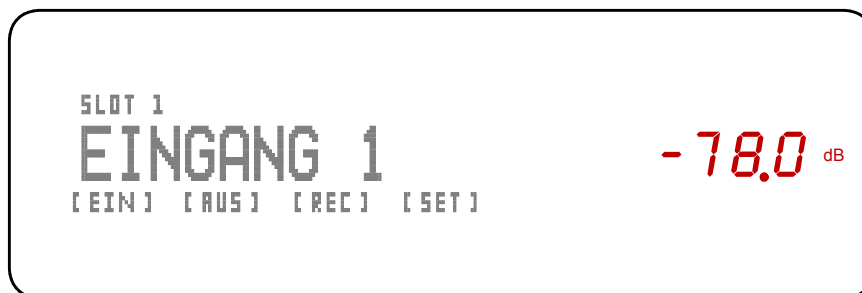 SLOT 1
EINGANG 1
[EIN] [AUS] [REC] [SET]
-78.0 dB